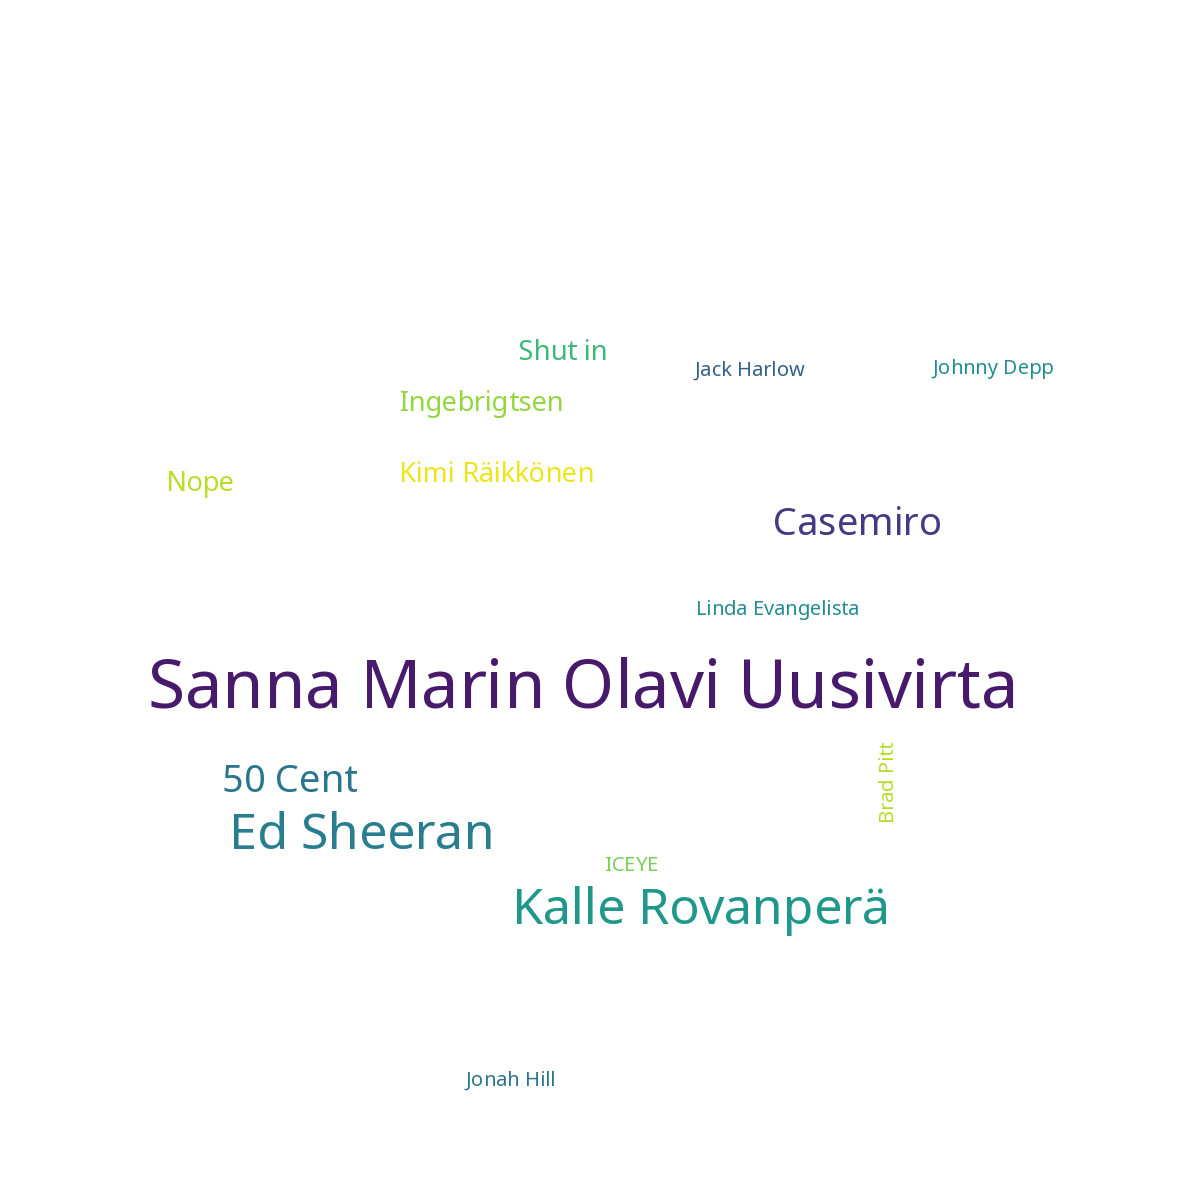 Shut in
Jack Harlow
Johnny Depp
Ingebrigtsen
Kimi Räikkönen
Nope
Casemiro
Linda Evangelista
Sanna Marin Olavi Uusivirta
50 Cent
Brad Pitt
Ed Sheeran
ICEYE
Kalle Rovanperä
Jonah Hill